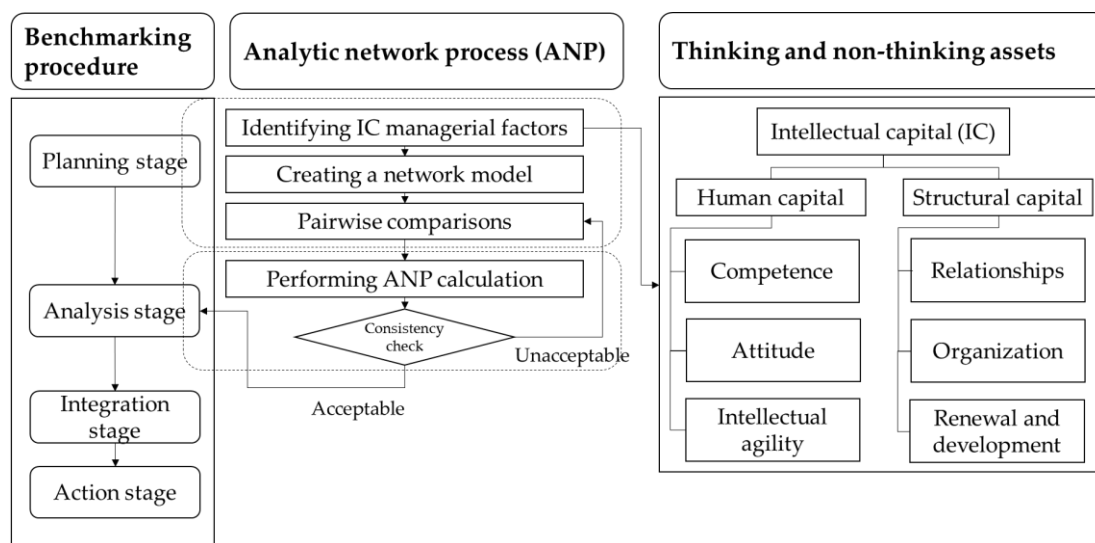 Benchmarking
procedure
Analytic network process (ANP)
Thinking and non-thinking assets
Planning stage
Analysis stage
Integration
stage
Action stage
Identifying IC managerial factors
Creating a network model
Pairwise comparisons
Performing ANP calculation
Consistency
check
Unacceptable
Acceptable
Intellectual capital (IC)
Human capital
Structural capital
Competence
Relationships
Attitude
Organization
Intellectual
agility
Renewal and
development